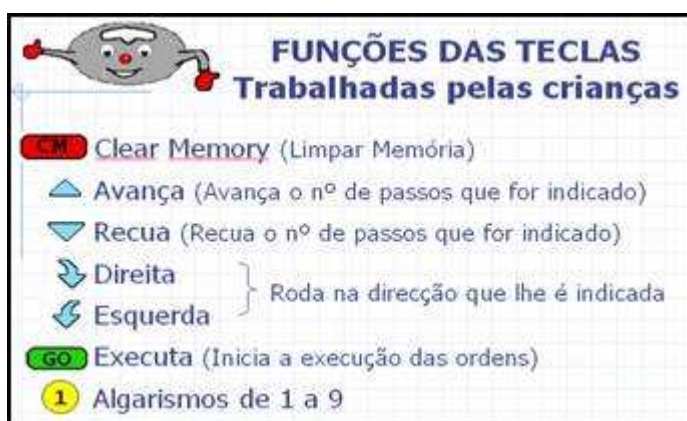 FUNÇÕES DAS TECLAS
Trabalhadas pelas crianças
CM Clear Memory (Limpar Memória)
Avança (Avança o nº de passos que for indicado)
Recua (Recua o nº de passos que for indicado)
Direita
Roda na direcção que lhe é indicada
Esquerda
GO Executa (Inicia a execução das ordens)
1 Algarismos de 1 a 9